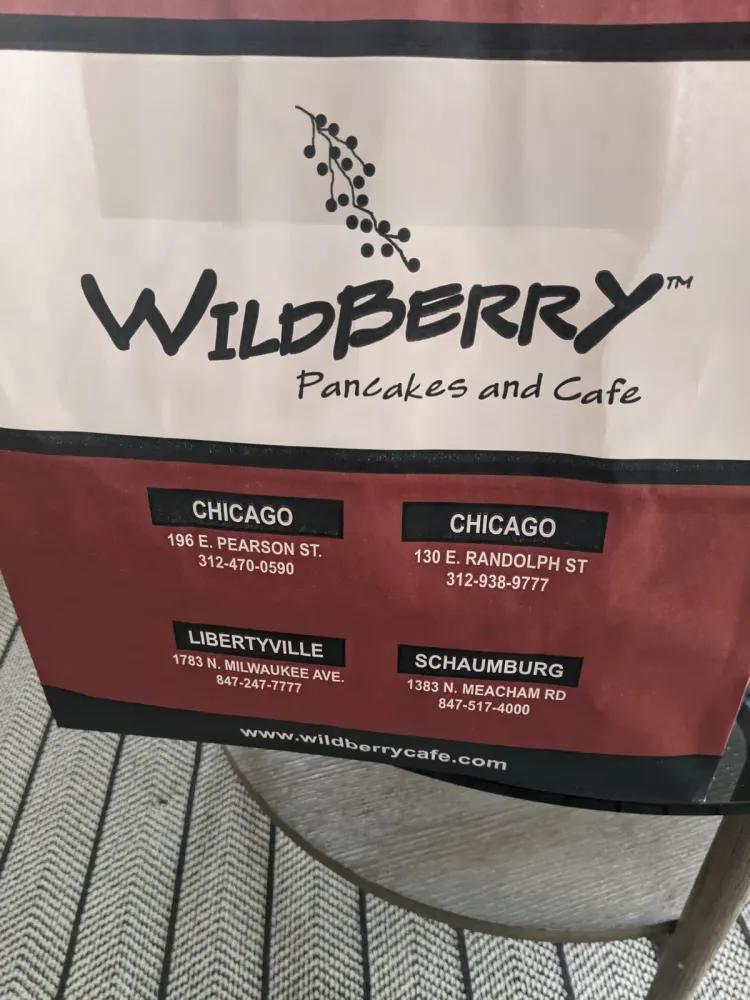 WILDBERRY™
Pancakes and Cafe
CHICAGO
196 E. PEARSON ST.
312-470-0590
CHICAGO
130 E. RANDOLPH ST
312-938-9777
LIBERTYVILLE
1783 N. MILWAUKEE AVE.
847-247-7777
SCHAUMBURG
1383 N. MEACHAM RD
847-517-4000
www.wildberrycafe.com